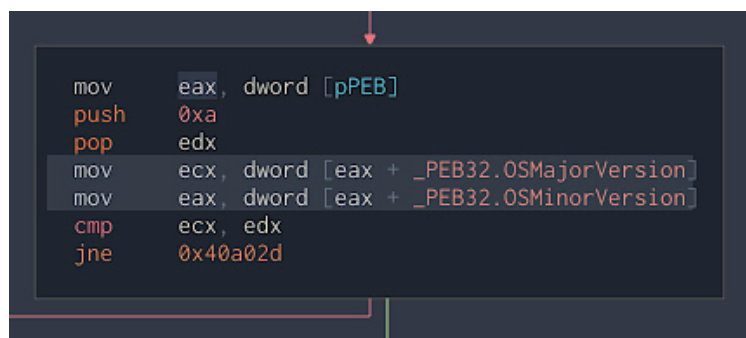 mov eax, dword [pPEB]
push 0xa
pop edx
mov ecx, dword [eax + _PEB32.OSMajorVersion]
mov eax, dword [eax + _PEB32.OSMinorVersion]
cmp ecx, edx
jne 0x40a02d